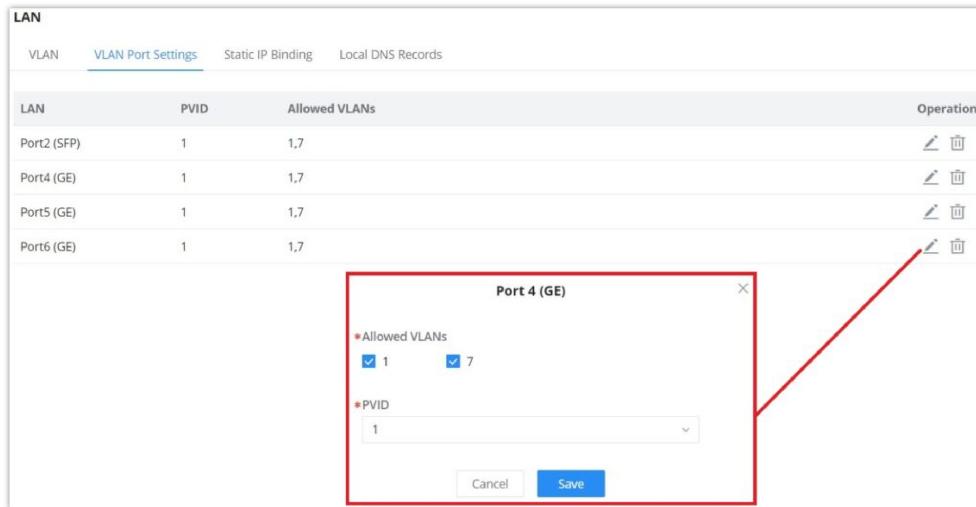 LAN
VLAN VLAN Port Settings Static IP Binding Local DNS Records
LAN PVID Allowed VLANs Operation
Port2 (SFP) 1 1,7
Port4 (GE) 1 1,7
Port5 (GE) 1 1,7
Port6 (GE) 1 1,7
Port 4 (GE)
*Allowed VLANs
1 7
*PVID
1
Cancel Save